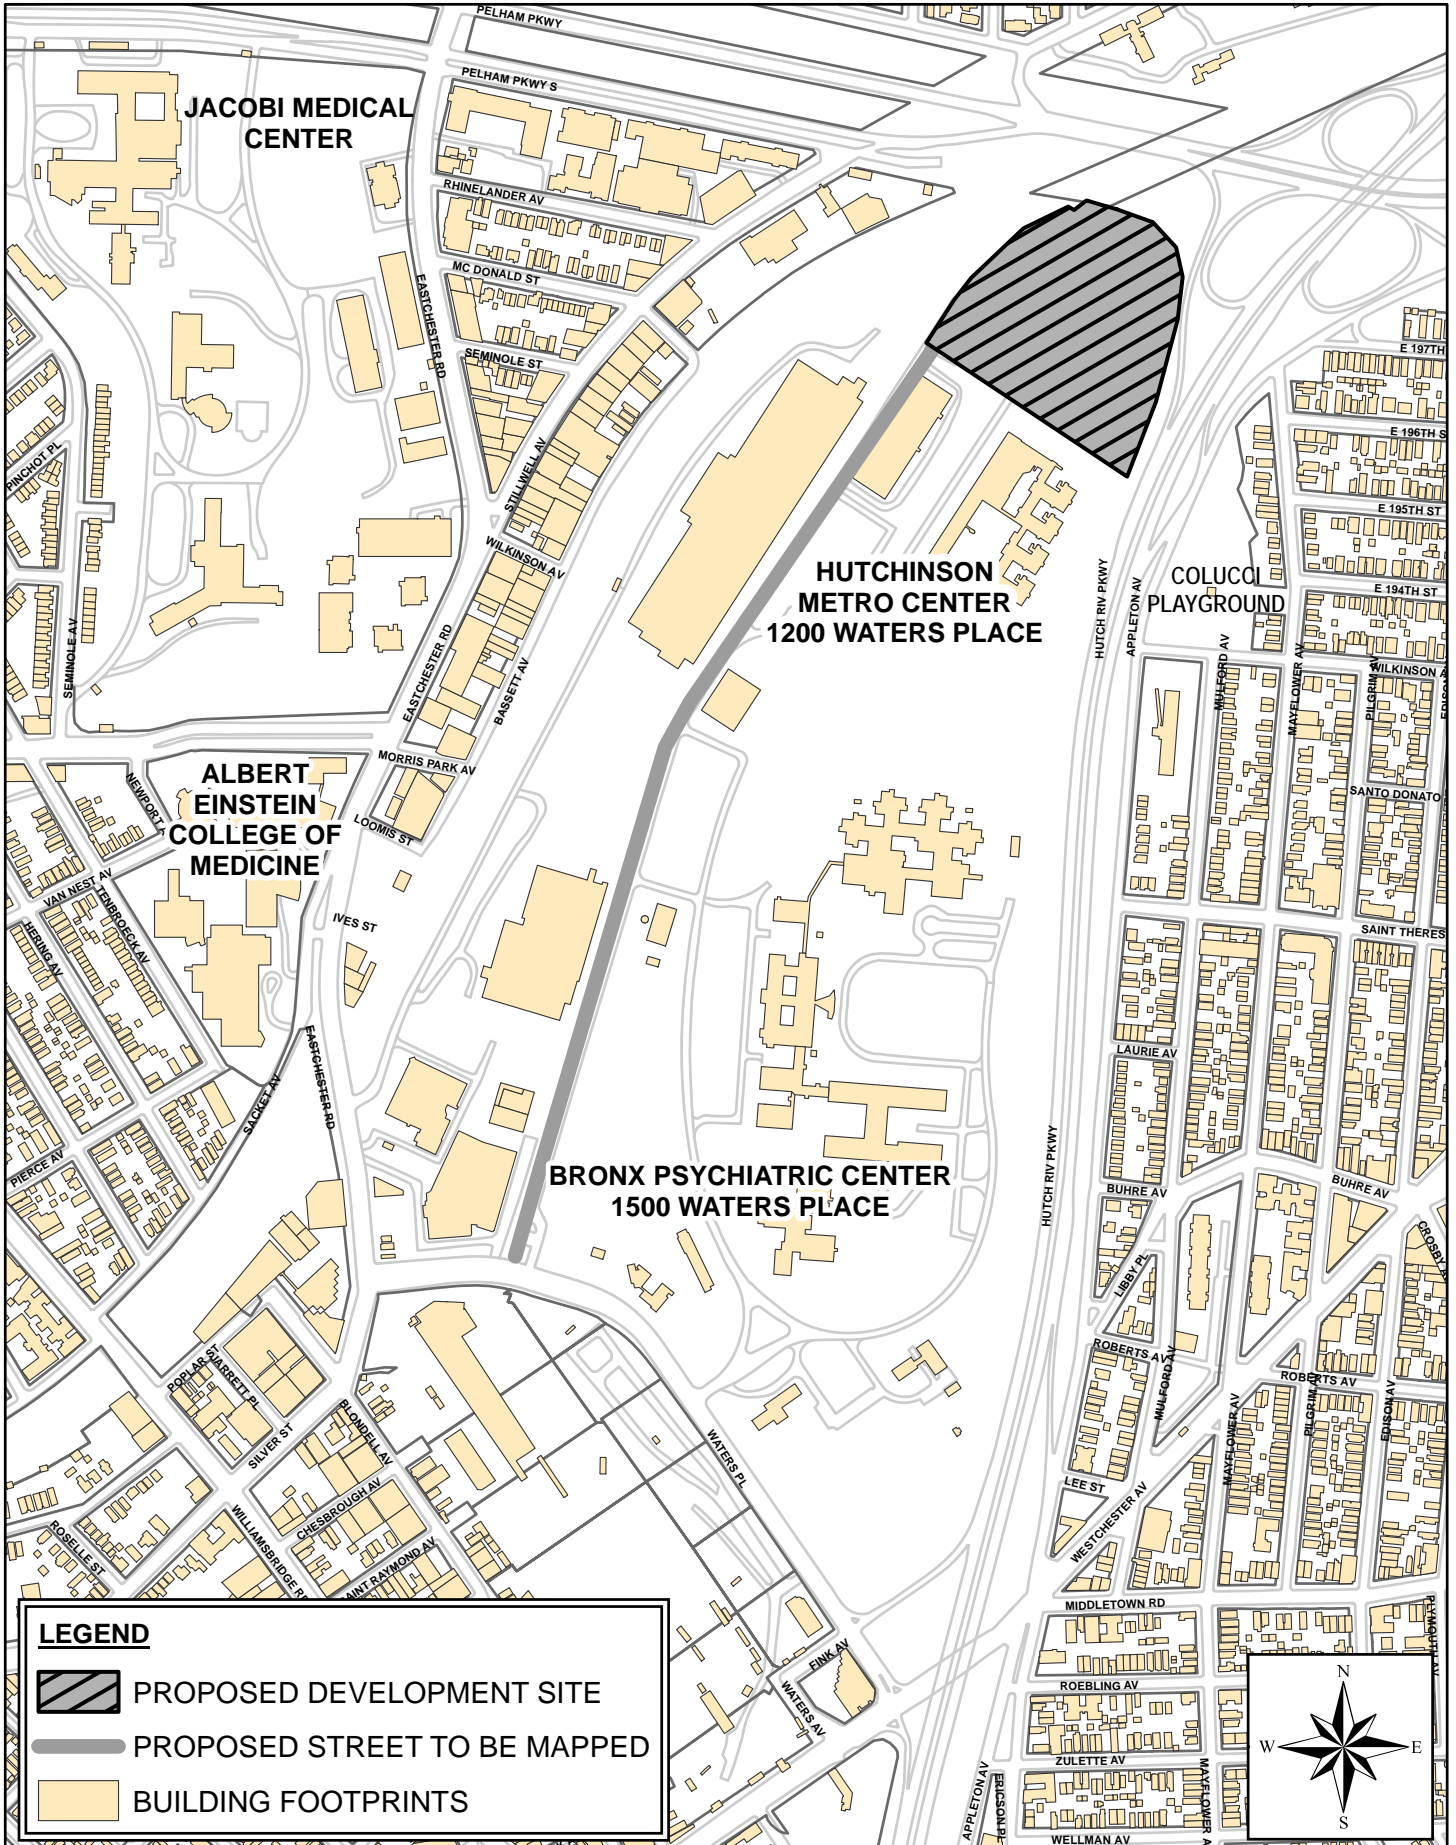 PELHAM PKWY
PELHAM PKWY S
JACOBI MEDICAL
CENTER
RHINELANDER AV
MC DONALD ST
EASTCHESTER RD
SEMINOLE ST
E 197TH
E 196TH S
PINCHOT PL
STILLWELL AV
E 195TH ST
WILKINSON AV
HUTCHINSON
METRO CENTER
1200 WATERS PLACE
HUTCH RIV PKWY
APPLETON AV
COLUCCI
PLAYGROUND
E 194TH ST
SEMINOLE AV
EASTCHESTER RD
BASSETT AV
MULFORD AV
MAYFLOWER AV
PILGRIM AV
WILKINSON A
MORRIS PARK AV
ALBERT
EINSTEIN
COLLEGE OF
MEDICINE
NEWPORT
LOOMIS ST
SANTO DONATO
VAN NEST AV
TENBROECK AV
HERING AV
IVES ST
SAINT THERES
EASTCHESTER RD
SACKET AV
LAURIE AV
PIERCE AV
HUTCH RIV PKWY
BRONX PSYCHIATRIC CENTER
1500 WATERS PLACE
BUHRE AV
BUHRE AV
CROSBY A
LIBBY PL
POPLAR ST
JARRETT PL
ROBERTS AV
MULFORD AV
ROBERTS AV
SILVER ST
BLONDELL AV
WATERS PL
MAYFLOWER AV
PILGRIM AV
EDISON AV
LEE ST
CHESBROUGH AV
WESTCHESTER AV
ROSELLE ST
WILLIAMSBRIDGE RD
SAINT RAYMOND AV
MIDDLETOWN RD
PLYMOUTH AV
FINK AV
WATERS AV
ROEBLING AV
ZULETTE AV
APPLETON AV
ERICSON PL
MAYFLOWER A
WELLMAN AV
LEGEND
PROPOSED DEVELOPMENT SITE
PROPOSED STREET TO BE MAPPED
BUILDING FOOTPRINTS
N
W
E
S